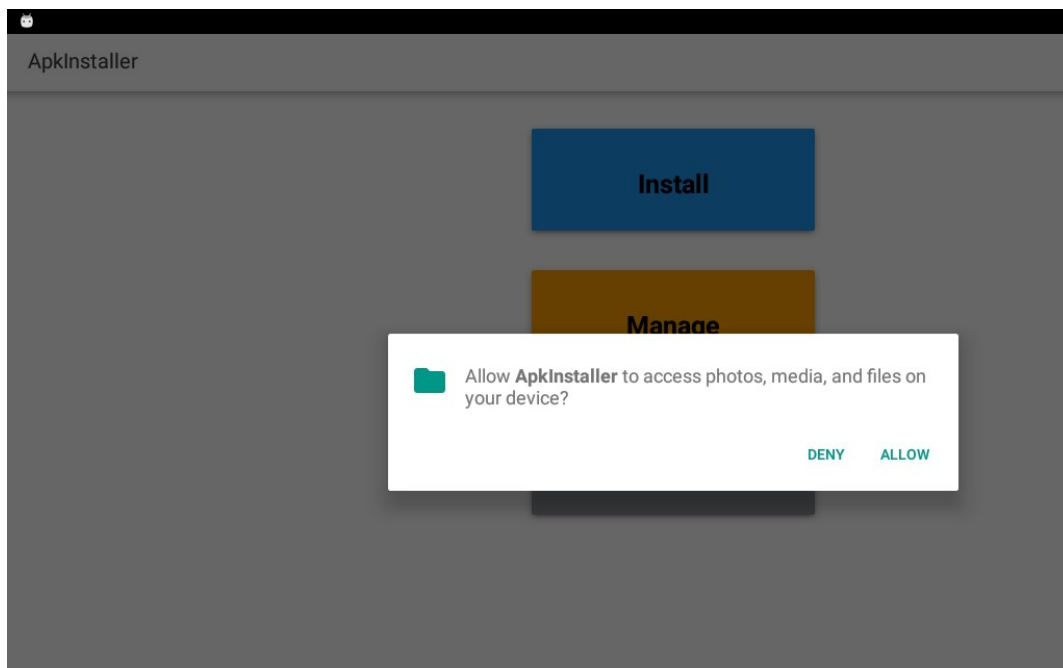 ApkInstaller
Install
Manage
Allow ApkInstaller to access photos, media, and files on
your device?
DENY ALLOW